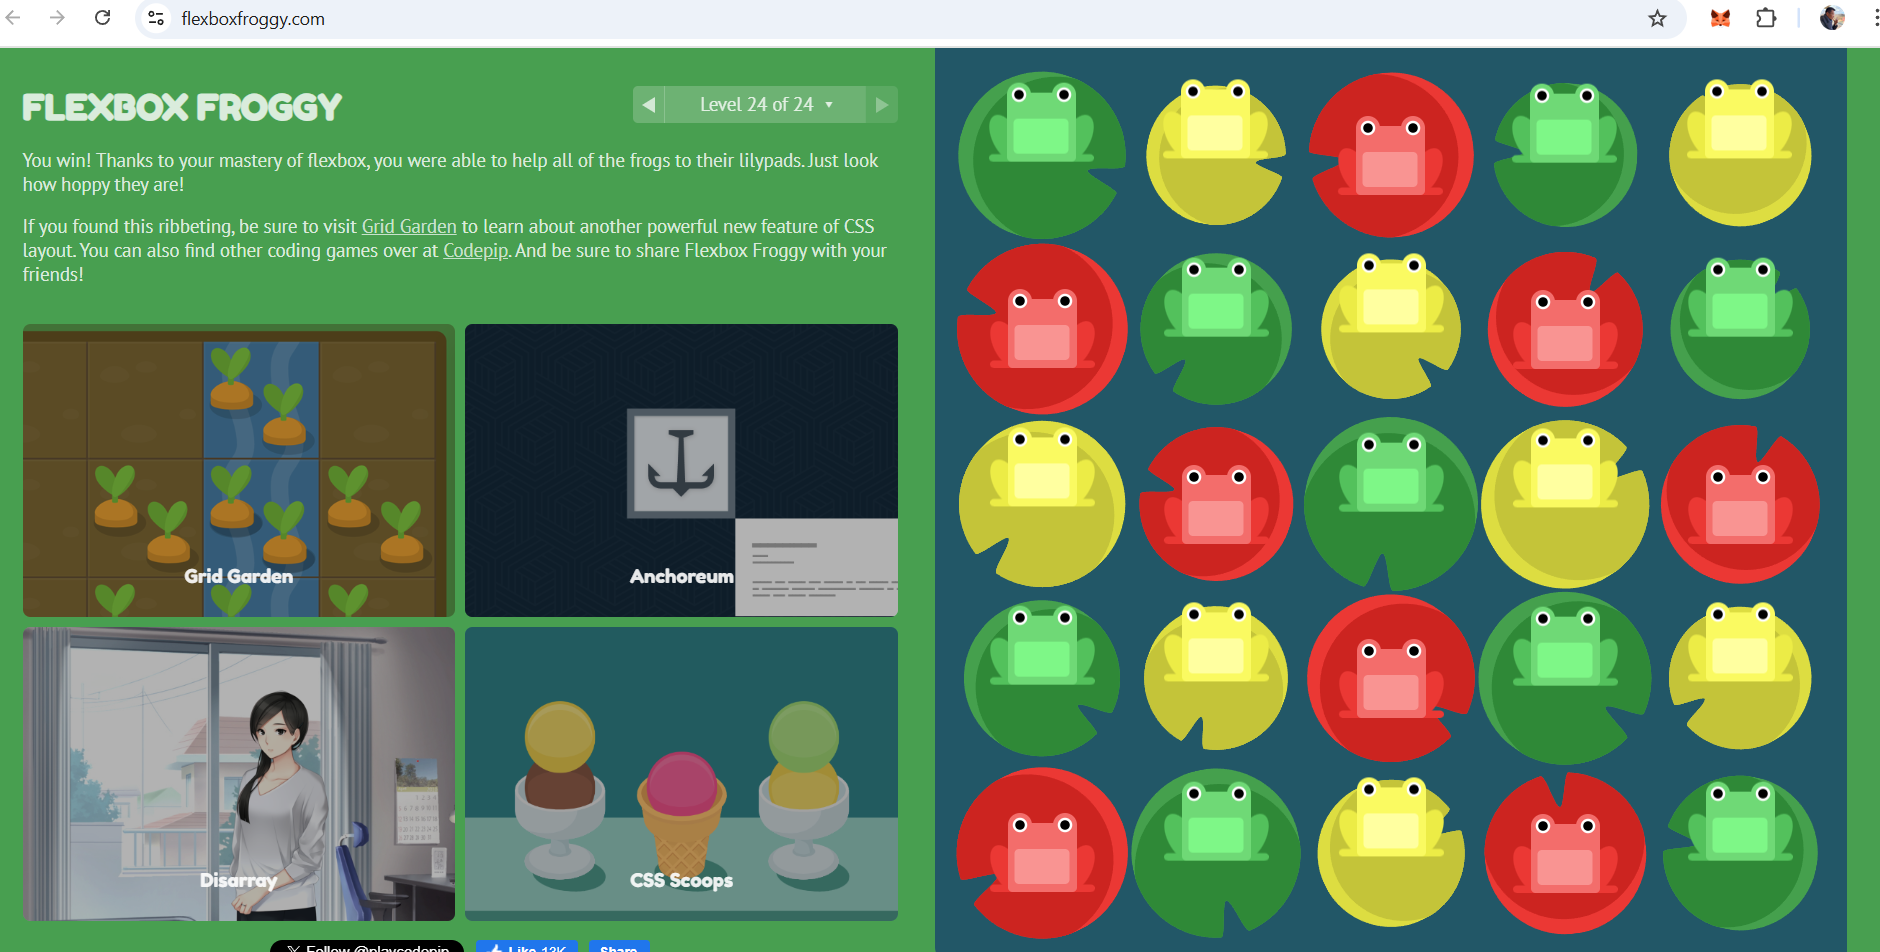 flexboxfroggy.com
FLEXBOX FROGGY
Level 24 of 24
You win! Thanks to your mastery of flexbox, you were able to help all of the frogs to their lilypads. Just look
how hoppy they are!
If you found this ribbeting, be sure to visit Grid Garden to learn about another powerful new feature of CSS
layout. You can also find other coding games over at Codepip. And be sure to share Flexbox Froggy with your
friends!
Grid Garden
Anchoreum
Disarray
CSS Scoops
X Follow @playcodepip
Like 13K
Share